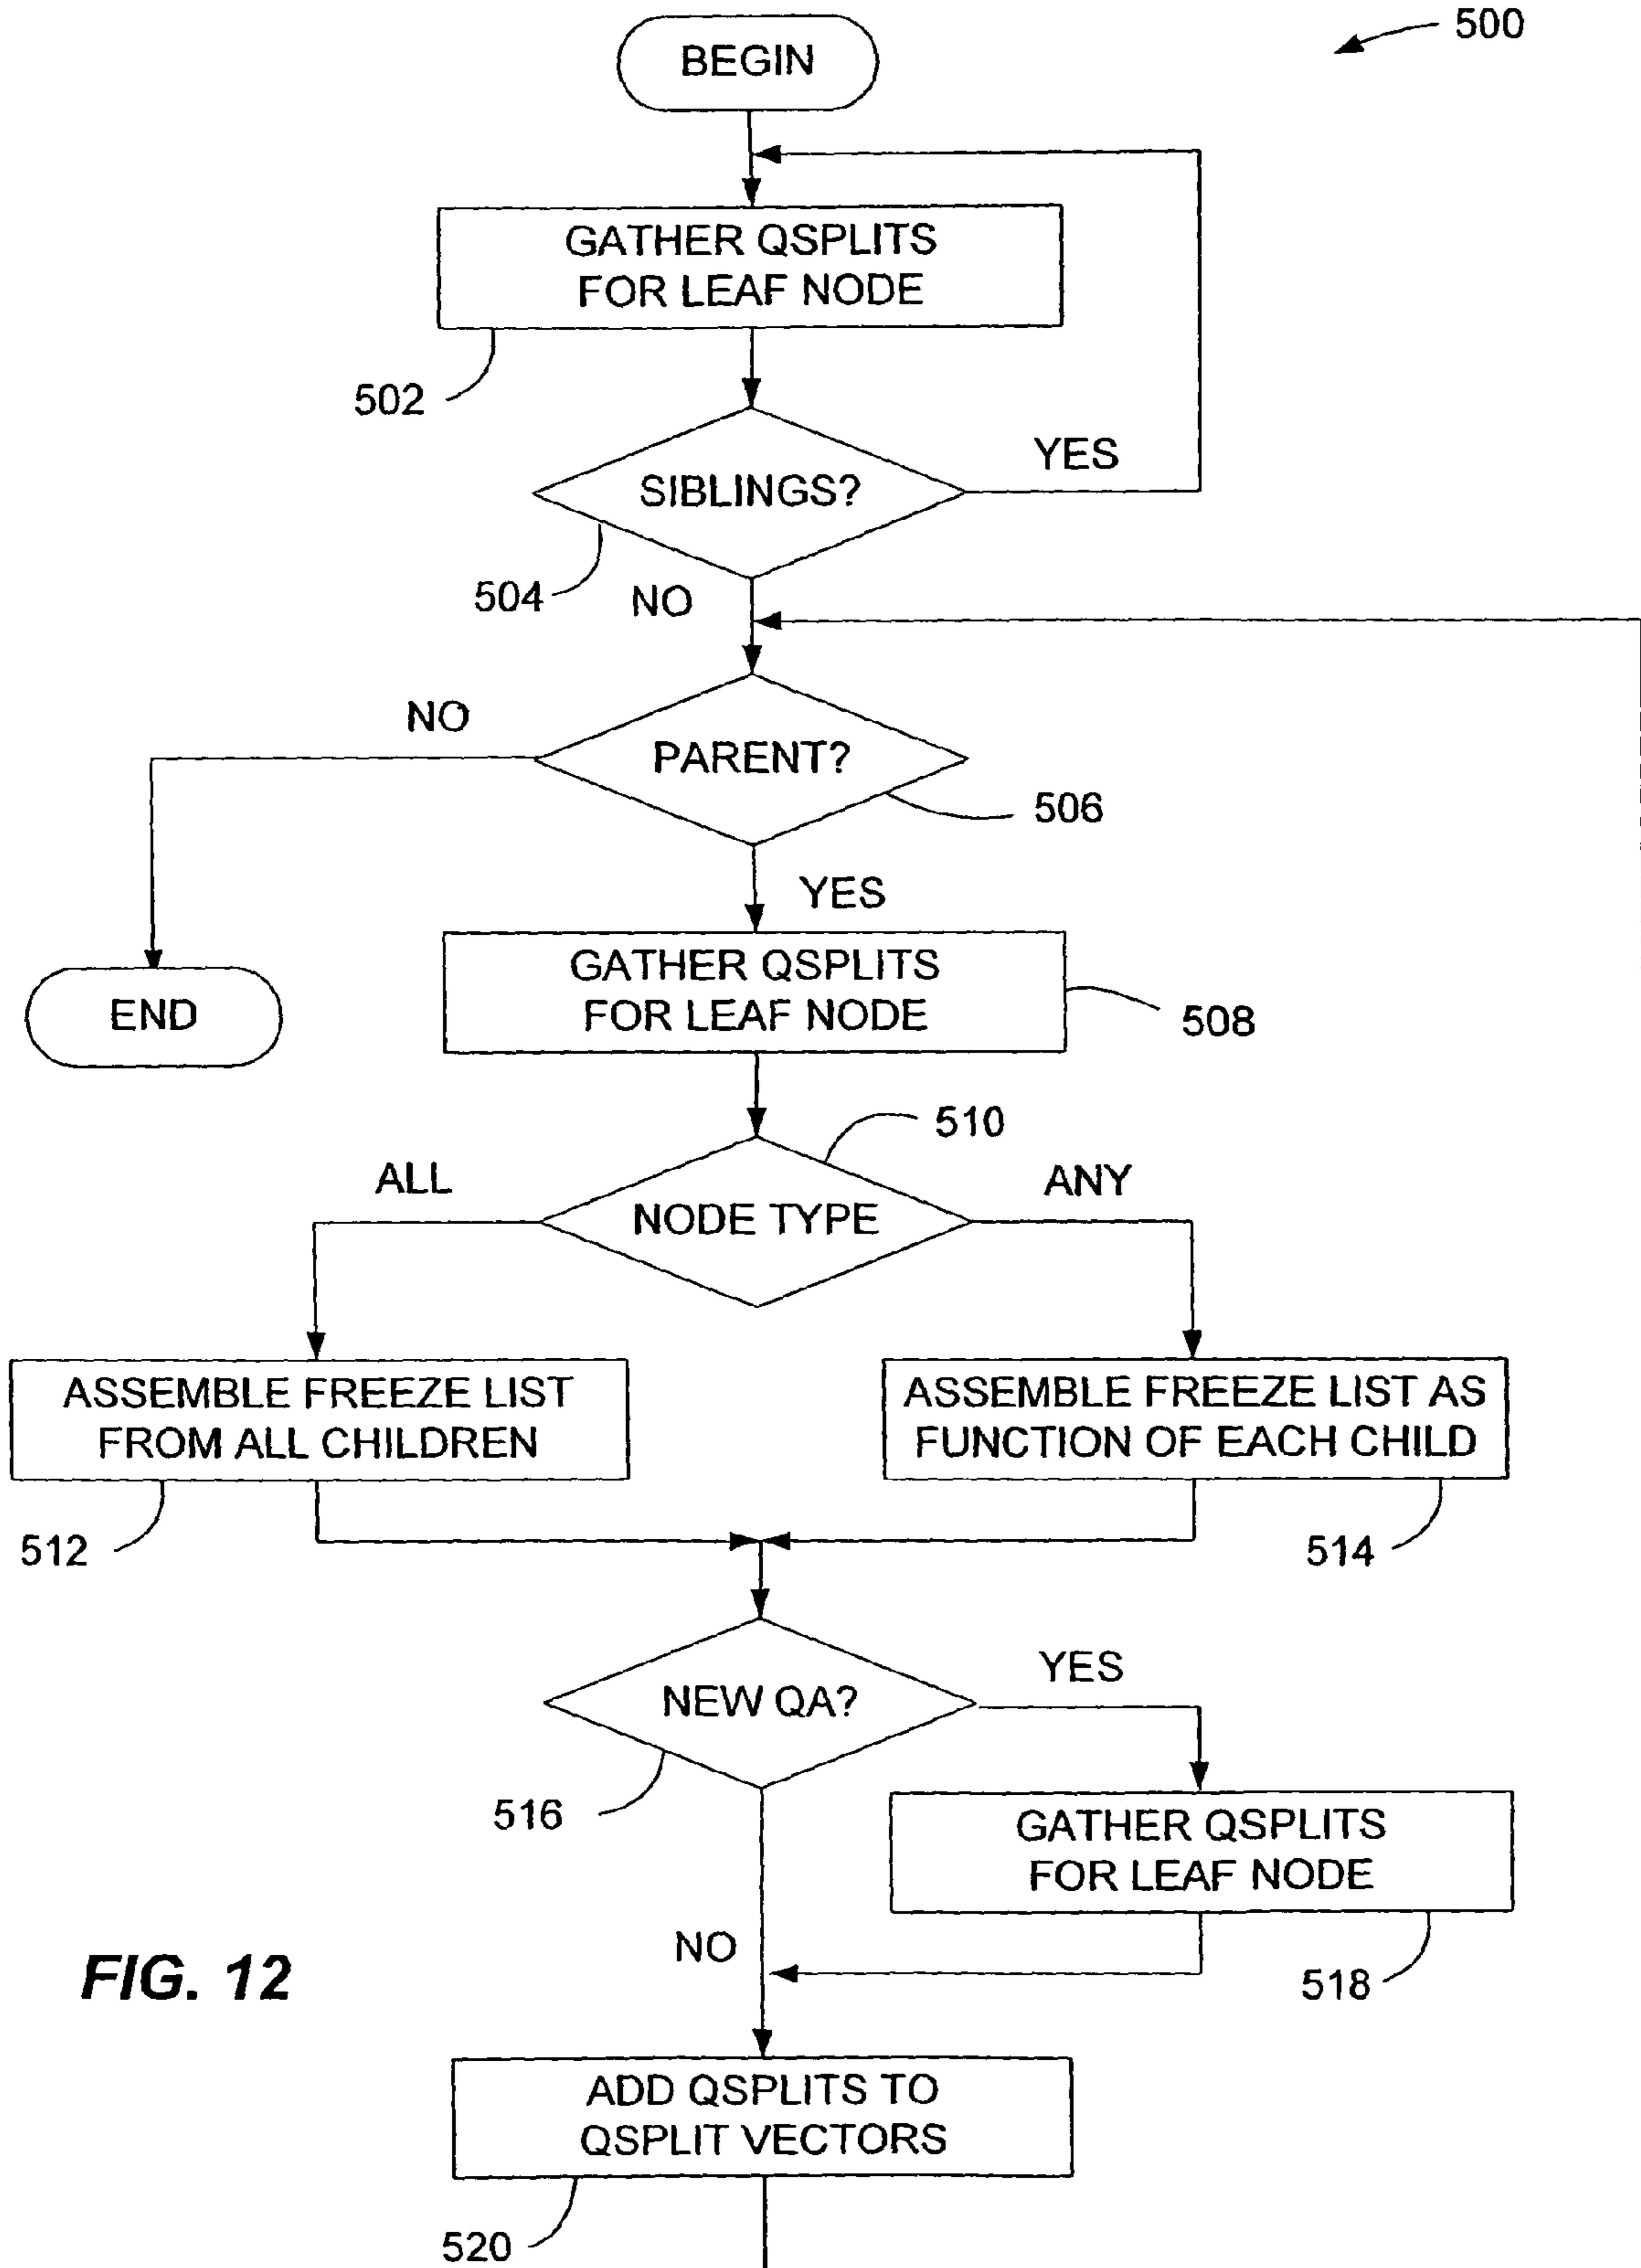 500
BEGIN
GATHER QSPLITS
FOR LEAF NODE
502
YES
SIBLINGS?
504
NO
NO
PARENT?
506
YES
GATHER QSPLITS
FOR LEAF NODE
508
END
510
ALL
ANY
NODE TYPE
ASSEMBLE FREEZE LIST
FROM ALL CHILDREN
ASSEMBLE FREEZE LIST AS
FUNCTION OF EACH CHILD
512
514
YES
NEW QA?
516
GATHER QSPLITS
FOR LEAF NODE
NO
518
FIG. 12
ADD QSPLITS TO
QSPLIT VECTORS
520